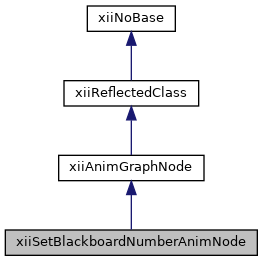 xiiNoBase
xiiReflectedClass
xiiAnimGraphNode
xiiSetBlackboardNumberAnimNode